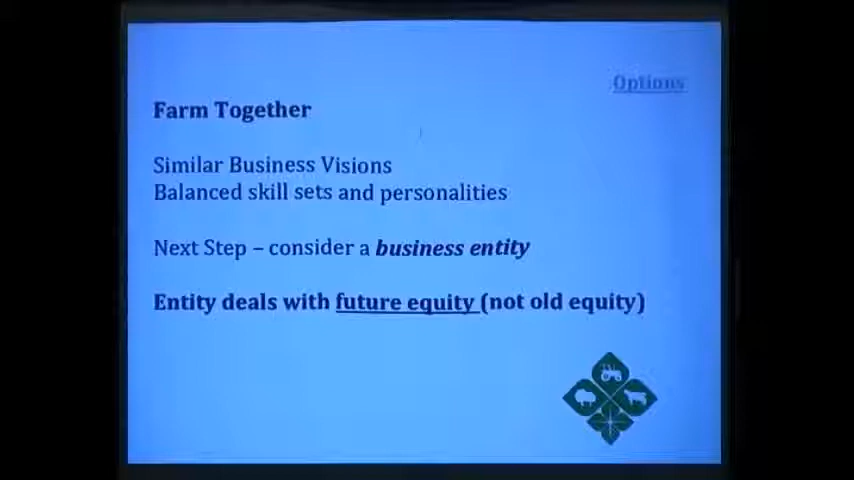 Options
Farm Together
Similar Business Visions
Balanced skill sets and personalities
Next Step – consider a business entity
Entity deals with future equity (not old equity)